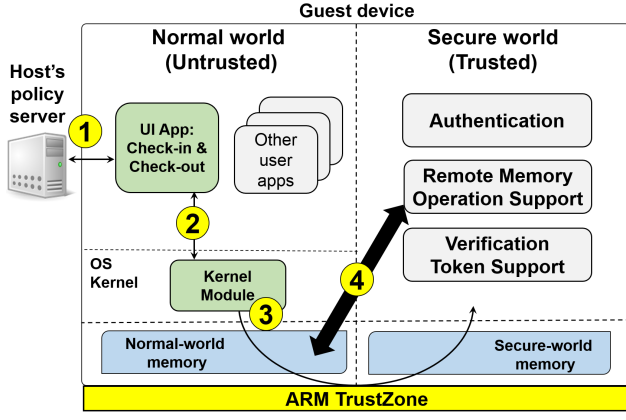 Guest device
Normal world
(Untrusted)
Secure world
(Trusted)
Host's
policy
server
1
UI App:
Check-in &
Check-out
Other
user
apps
Authentication
Remote Memory
Operation Support
2
Verification
Token Support
OS
Kernel
Kernel
Module
4
3
Normal-world
memory
Secure-world
memory
ARM TrustZone